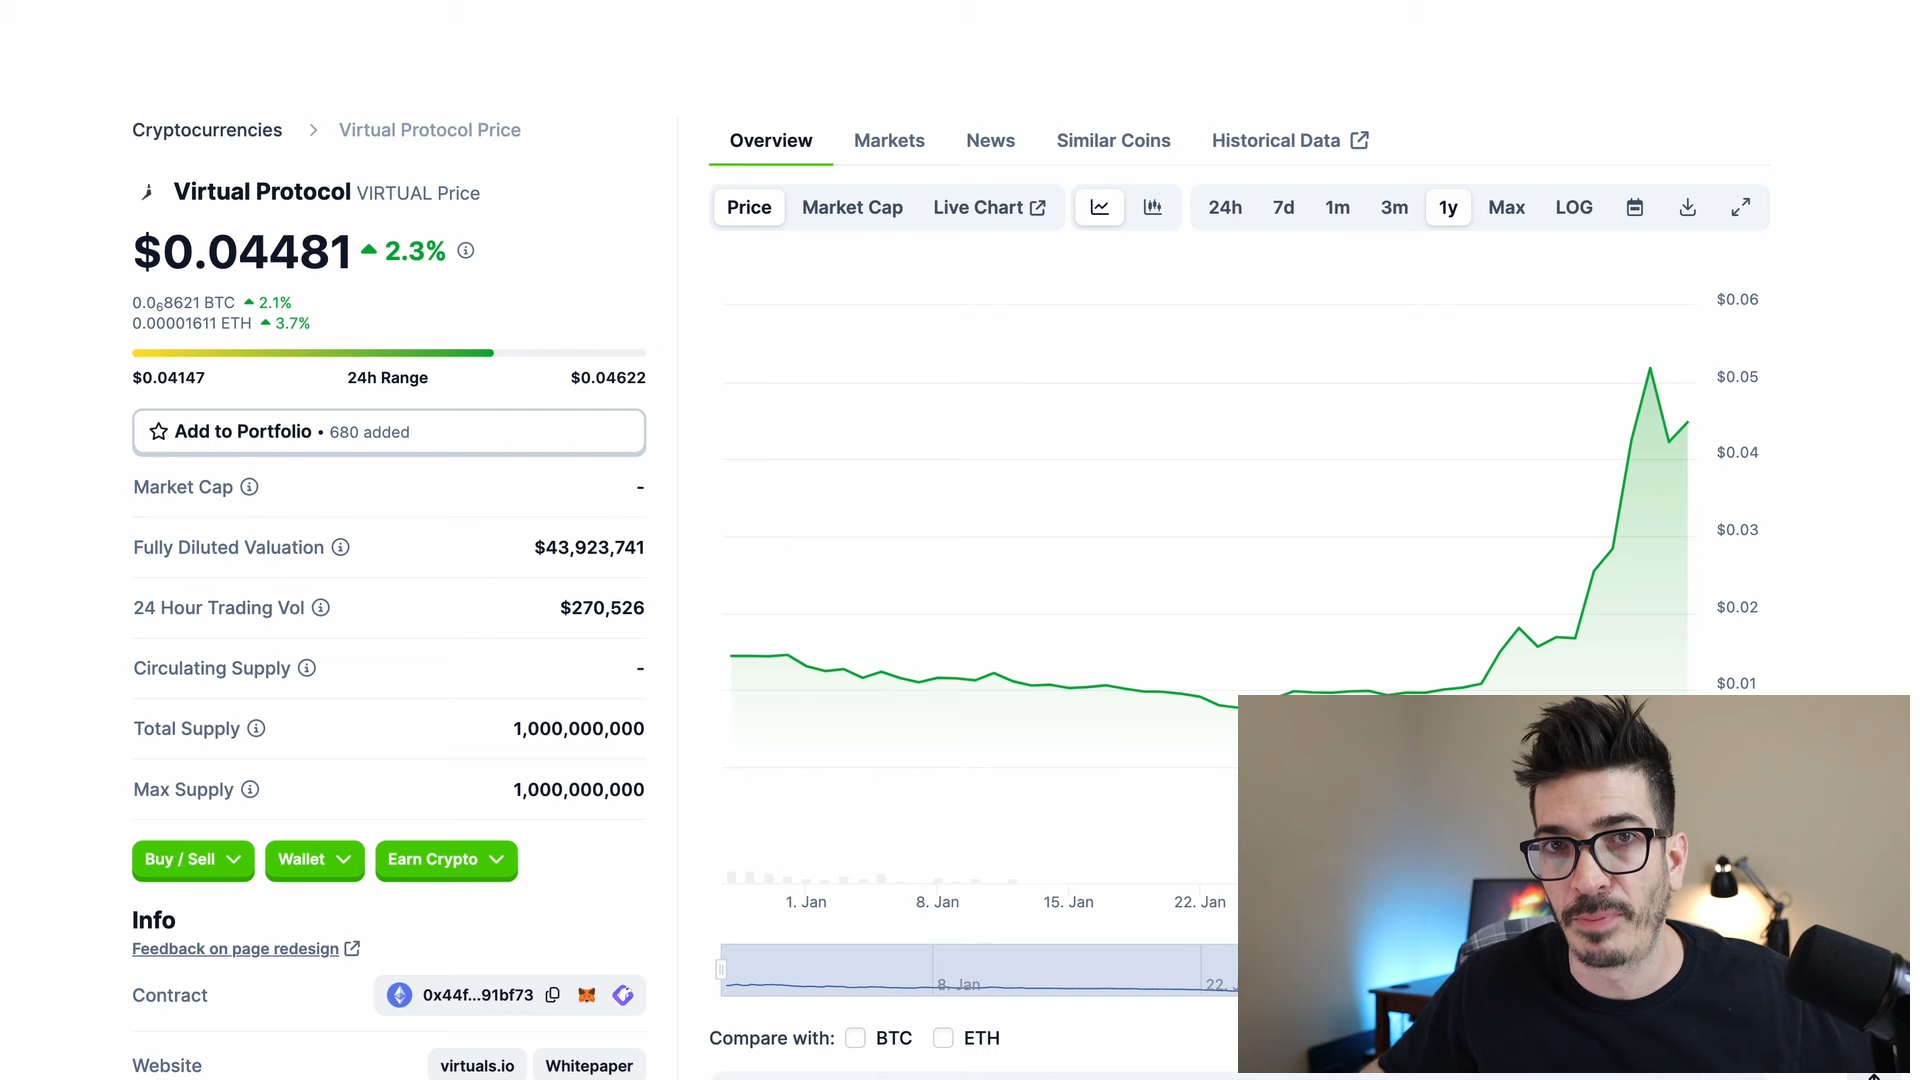 Cryptocurrencies > Virtual Protocol Price
Virtual Protocol VIRTUAL Price
$0.04481 2.3%
0.0₆8621 BTC 2.1%
0.00001611 ETH 3.7%
$0.04147 24h Range $0.04622
Add to Portfolio • 680 added
Market Cap -
Fully Diluted Valuation $43,923,741
24 Hour Trading Vol $270,526
Circulating Supply -
Total Supply 1,000,000,000
Max Supply 1,000,000,000
Buy / Sell Wallet Earn Crypto
Info
Feedback on page redesign
Contract 0x44f...91bf73
Website virtuals.io Whitepaper
Overview Markets News Similar Coins Historical Data
Price Market Cap Live Chart 24h 7d 1m 3m 1y Max LOG
$0.06
$0.05
$0.04
$0.03
$0.02
$0.01
1. Jan 8. Jan 15. Jan 22. Jan
8. Jan 22.
Compare with: BTC ETH